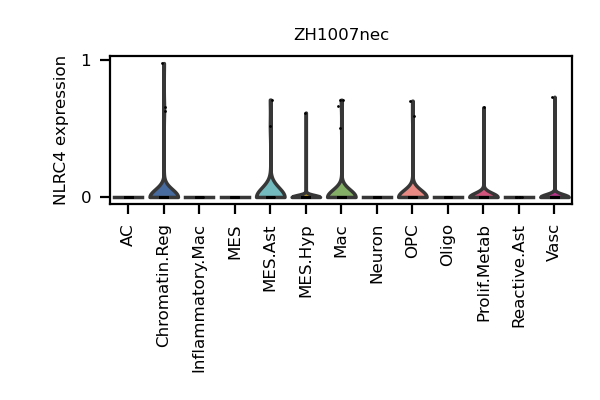 ZH1007nec
NLRC4 expression
1
0
AC
Chromatin.Reg
Inflammatory.Mac
MES
MES.Ast
MES.Hyp
Mac
Neuron
OPC
Oligo
Prolif.Metab
Reactive.Ast
Vasc